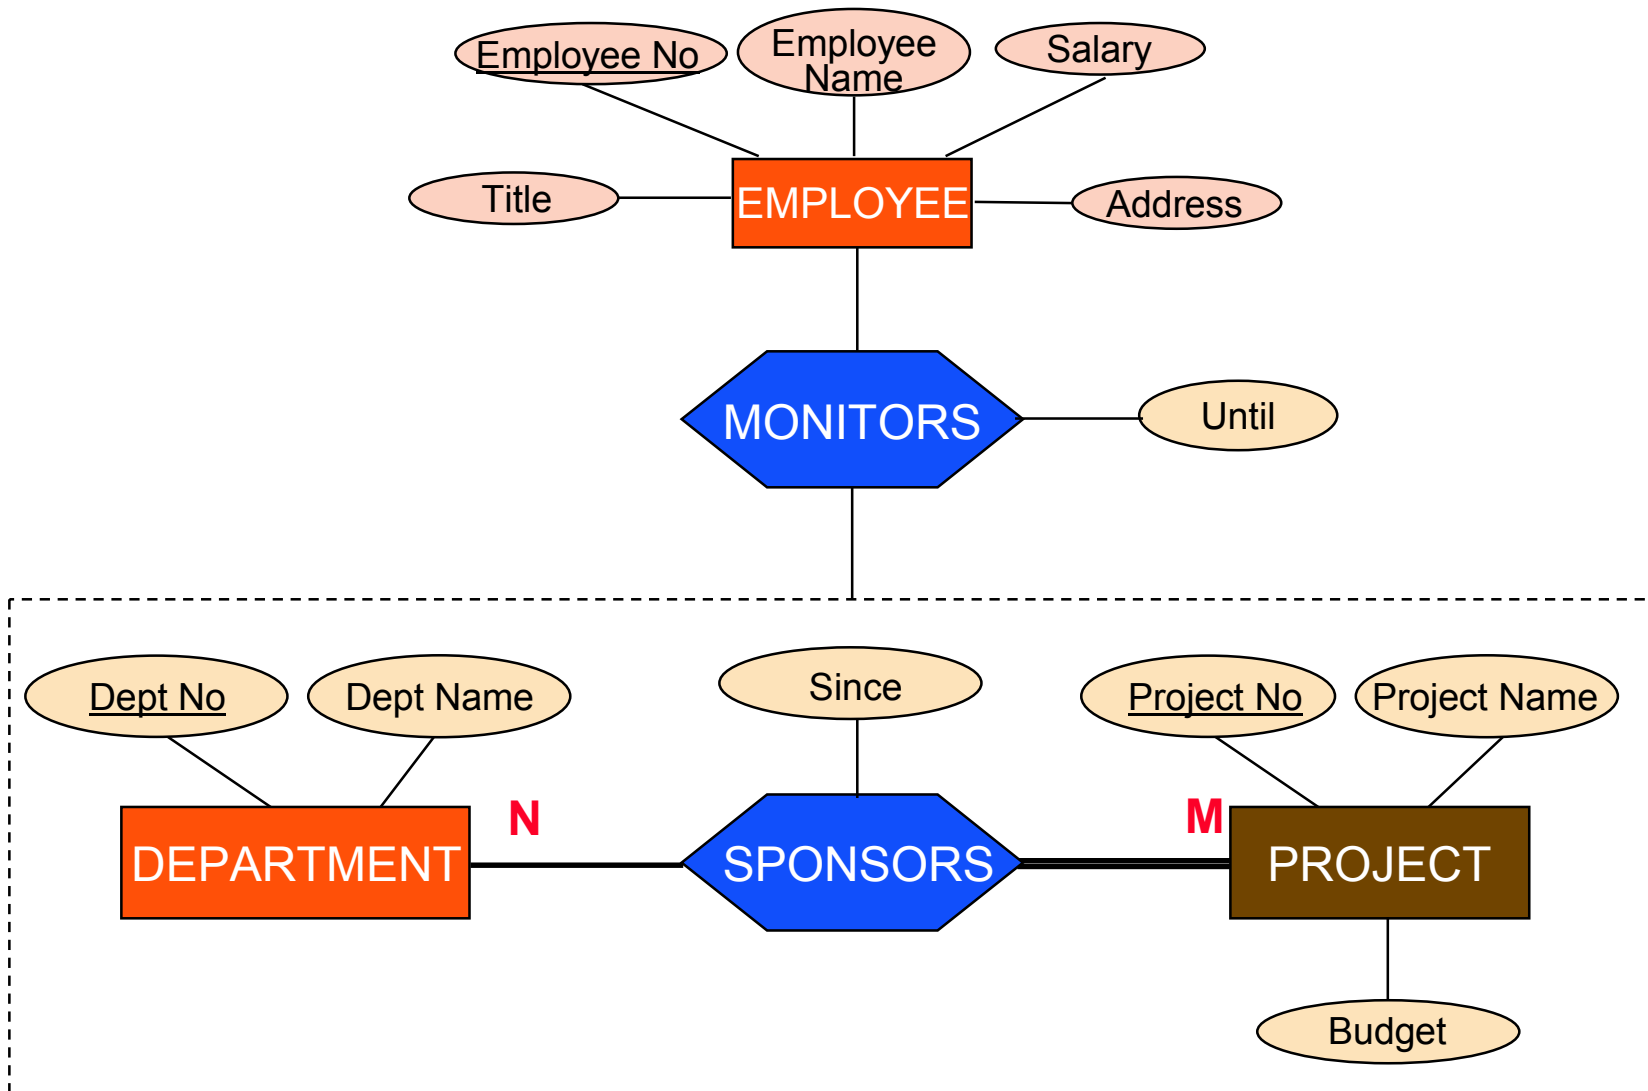 Employee No
Employee
Name
Salary
Title
EMPLOYEE
Address
MONITORS
Until
Dept No
Dept Name
Since
Project No
Project Name
N
M
DEPARTMENT
SPONSORS
PROJECT
Budget